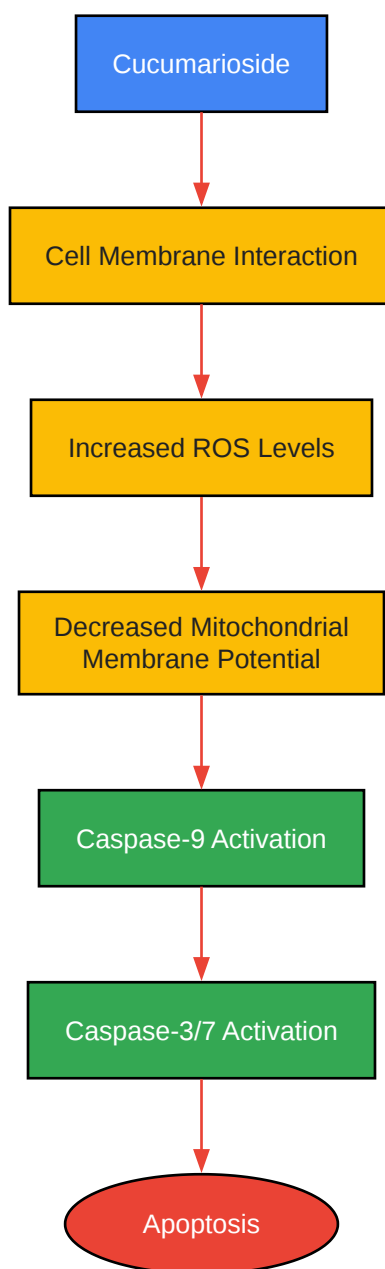 Cucumarioside
Cell Membrane Interaction
Increased ROS Levels
Decreased Mitochondrial
Membrane Potential
Caspase-9 Activation
Caspase-3/7 Activation
Apoptosis